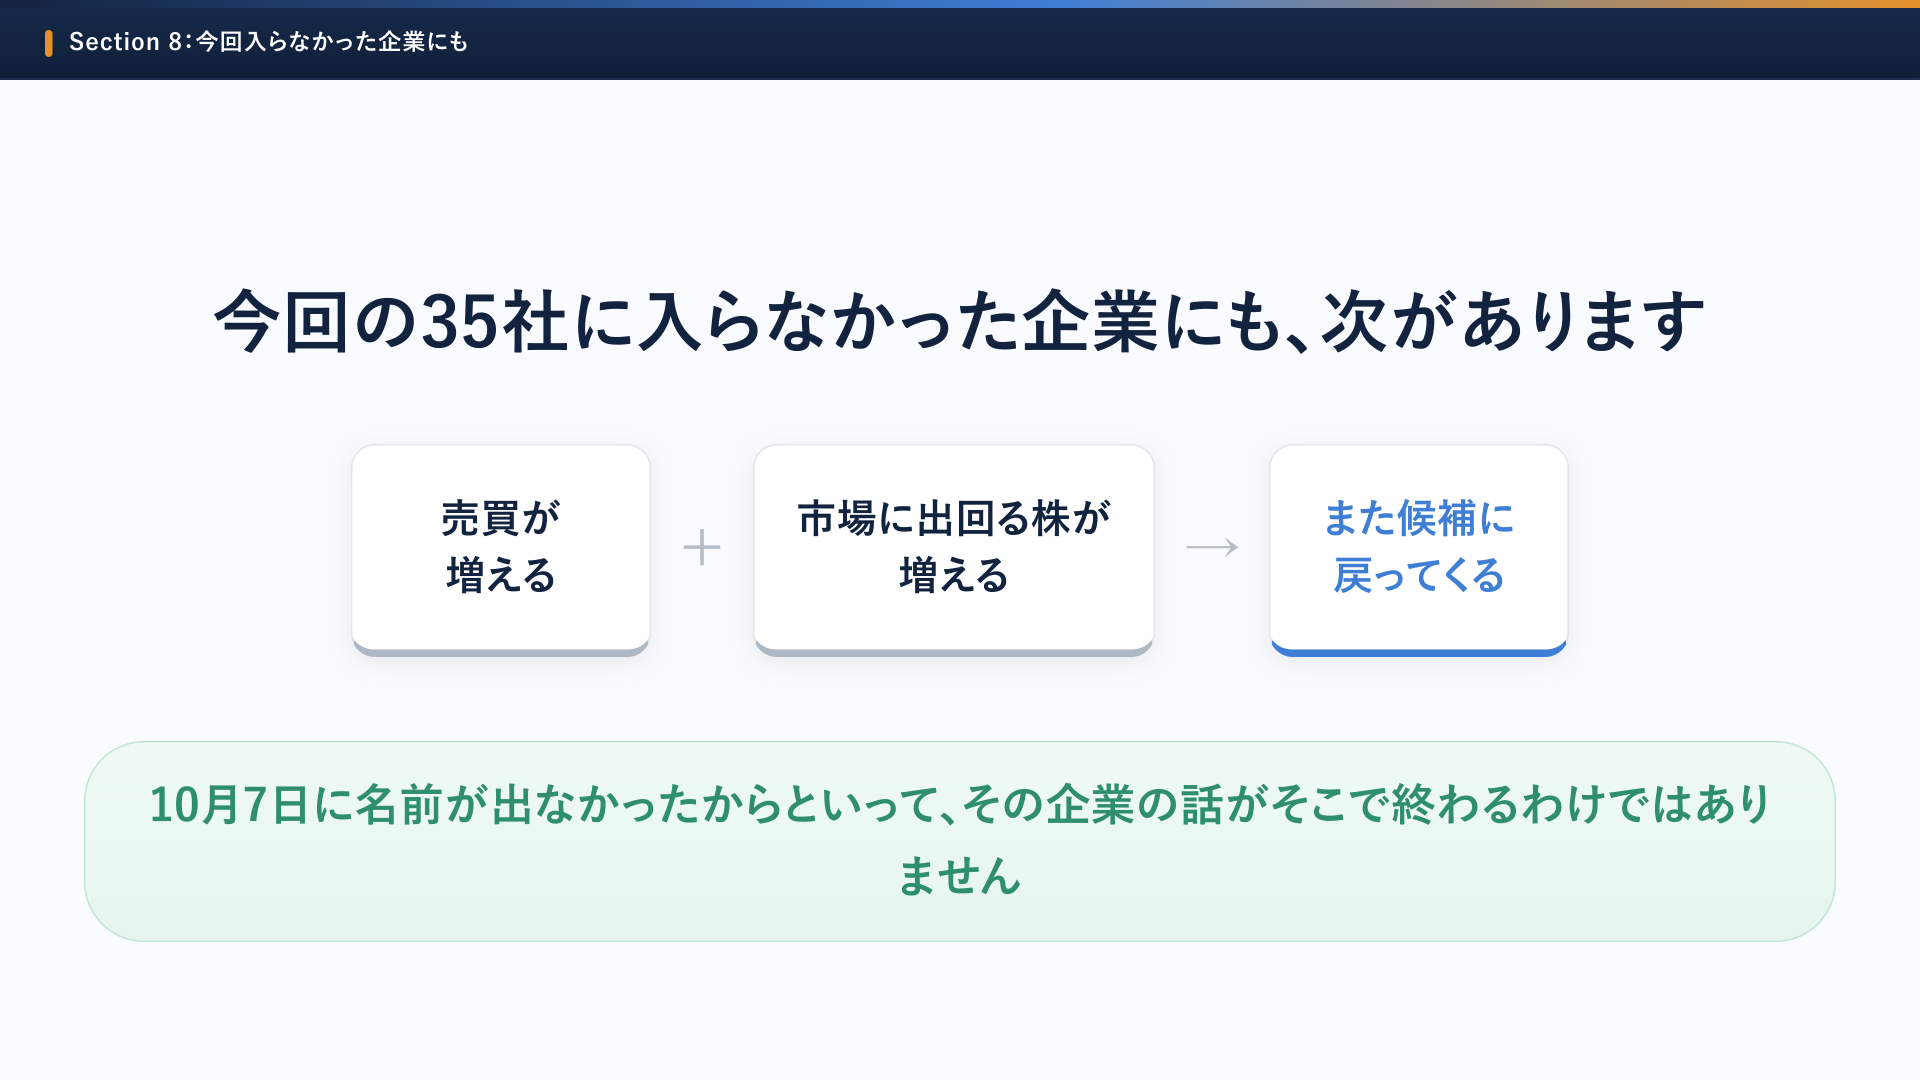 Section 8：今回入らなかった企業にも
今回の35社に入らなかった企業にも、次があります
売買が
増える
＋
市場に出回る株が
増える
→
また候補に
戻ってくる
10月7日に名前が出なかったからといって、その企業の話がそこで終わるわけではあり
ません